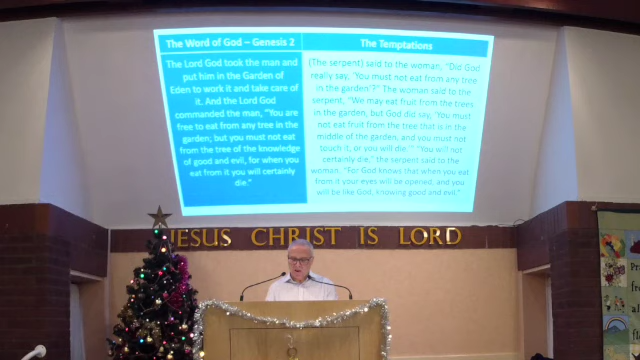 The Word of God – Genesis 2
The Lord God took the man and
put him in the Garden of
Eden to work it and take care of
it. And the Lord God
commanded the man, "You are
free to eat from any tree in the
garden; but you must not eat
from the tree of the knowledge
of good and evil, for when you
eat from it you will certainly
die."
The Temptations
(The serpent) said to the woman, "Did God
really say, 'You must not eat from any tree
in the garden'?" The woman said to the
serpent, "We may eat fruit from the trees
in the garden, but God did say, 'You must
not eat fruit from the tree that is in the
middle of the garden, and you must not
touch it, or you will die.'" "You will not
certainly die," the serpent said to the
woman. "For God knows that when you eat
from it your eyes will be opened, and you
will be like God, knowing good and evil."
JESUS CHRIST IS LORD